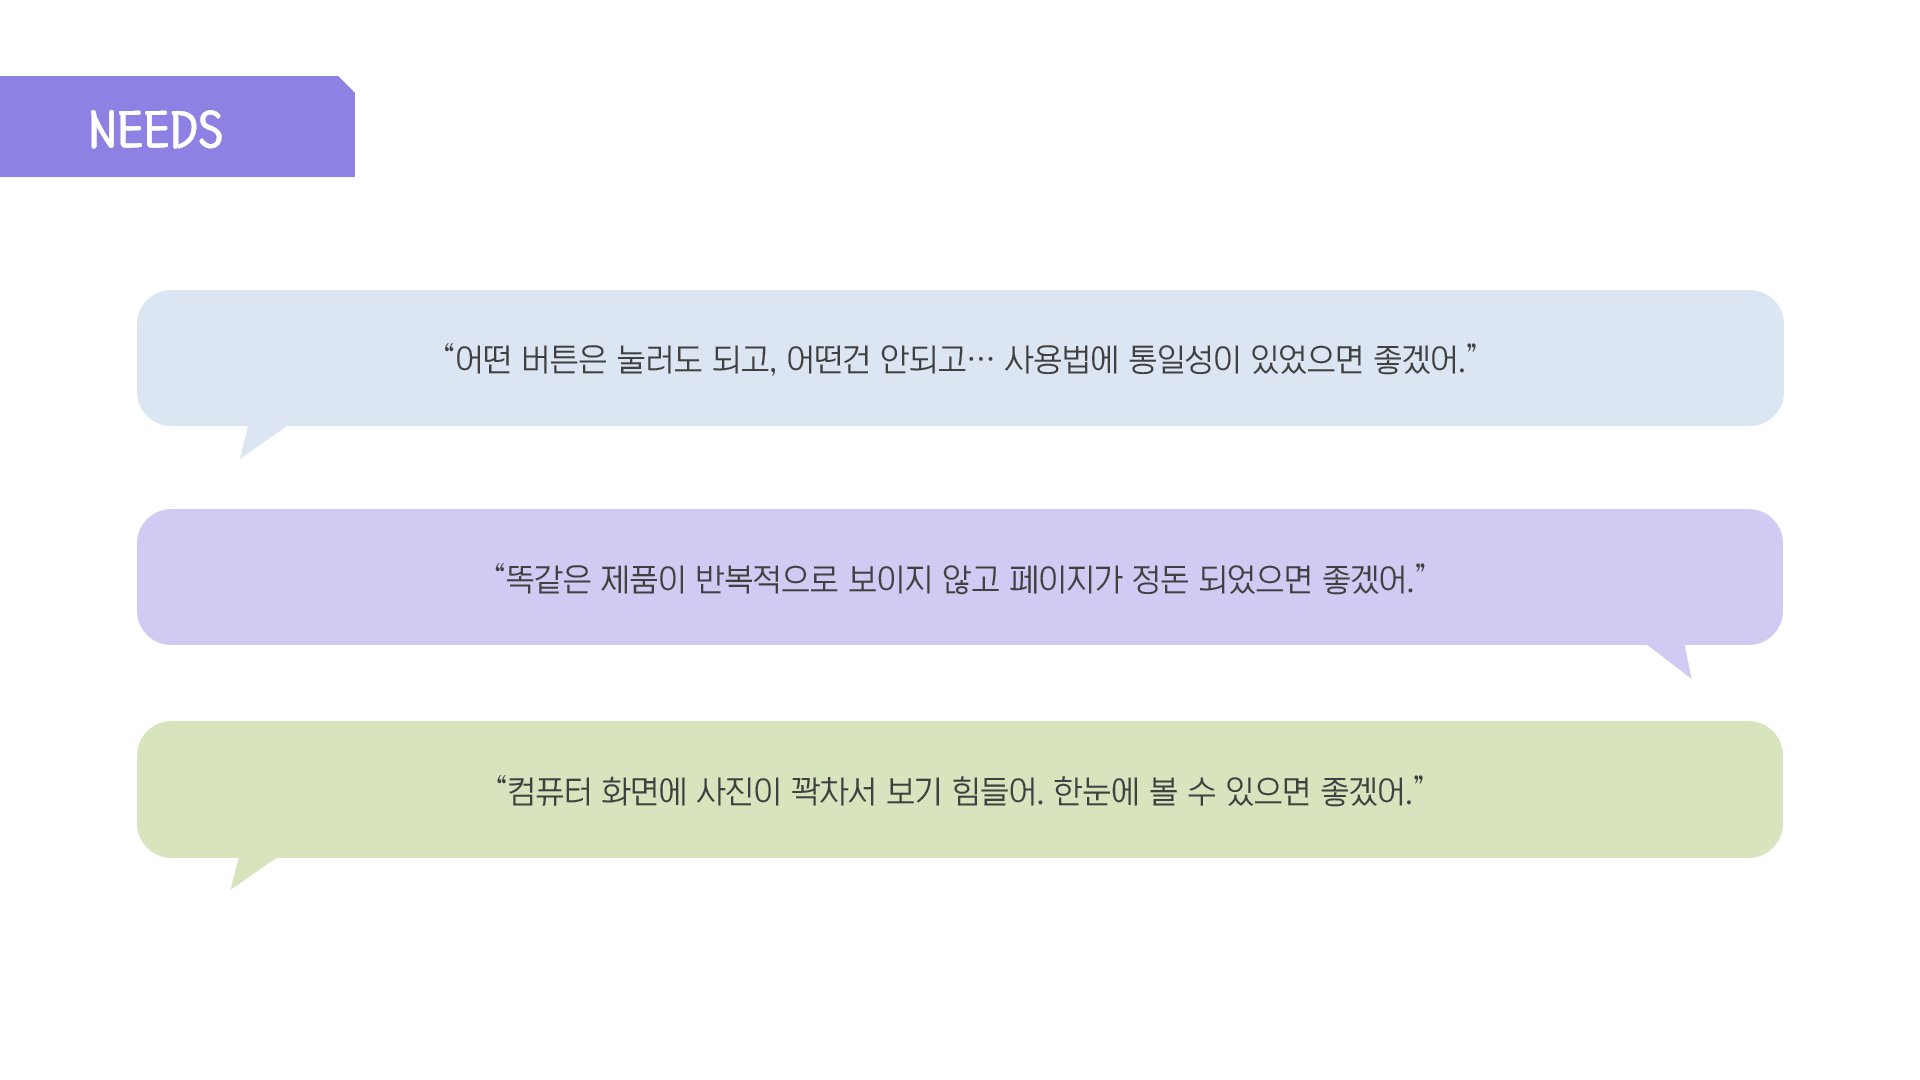 NEEDS
“어떤 버튼은 눌러도 되고, 어떤건 안되고… 사용법에 통일성이 있었으면 좋겠어.”
“똑같은 제품이 반복적으로 보이지 않고 페이지가 정돈 되었으면 좋겠어.”
“컴퓨터 화면에 사진이 꽉차서 보기 힘들어. 한눈에 볼 수 있으면 좋겠어.”